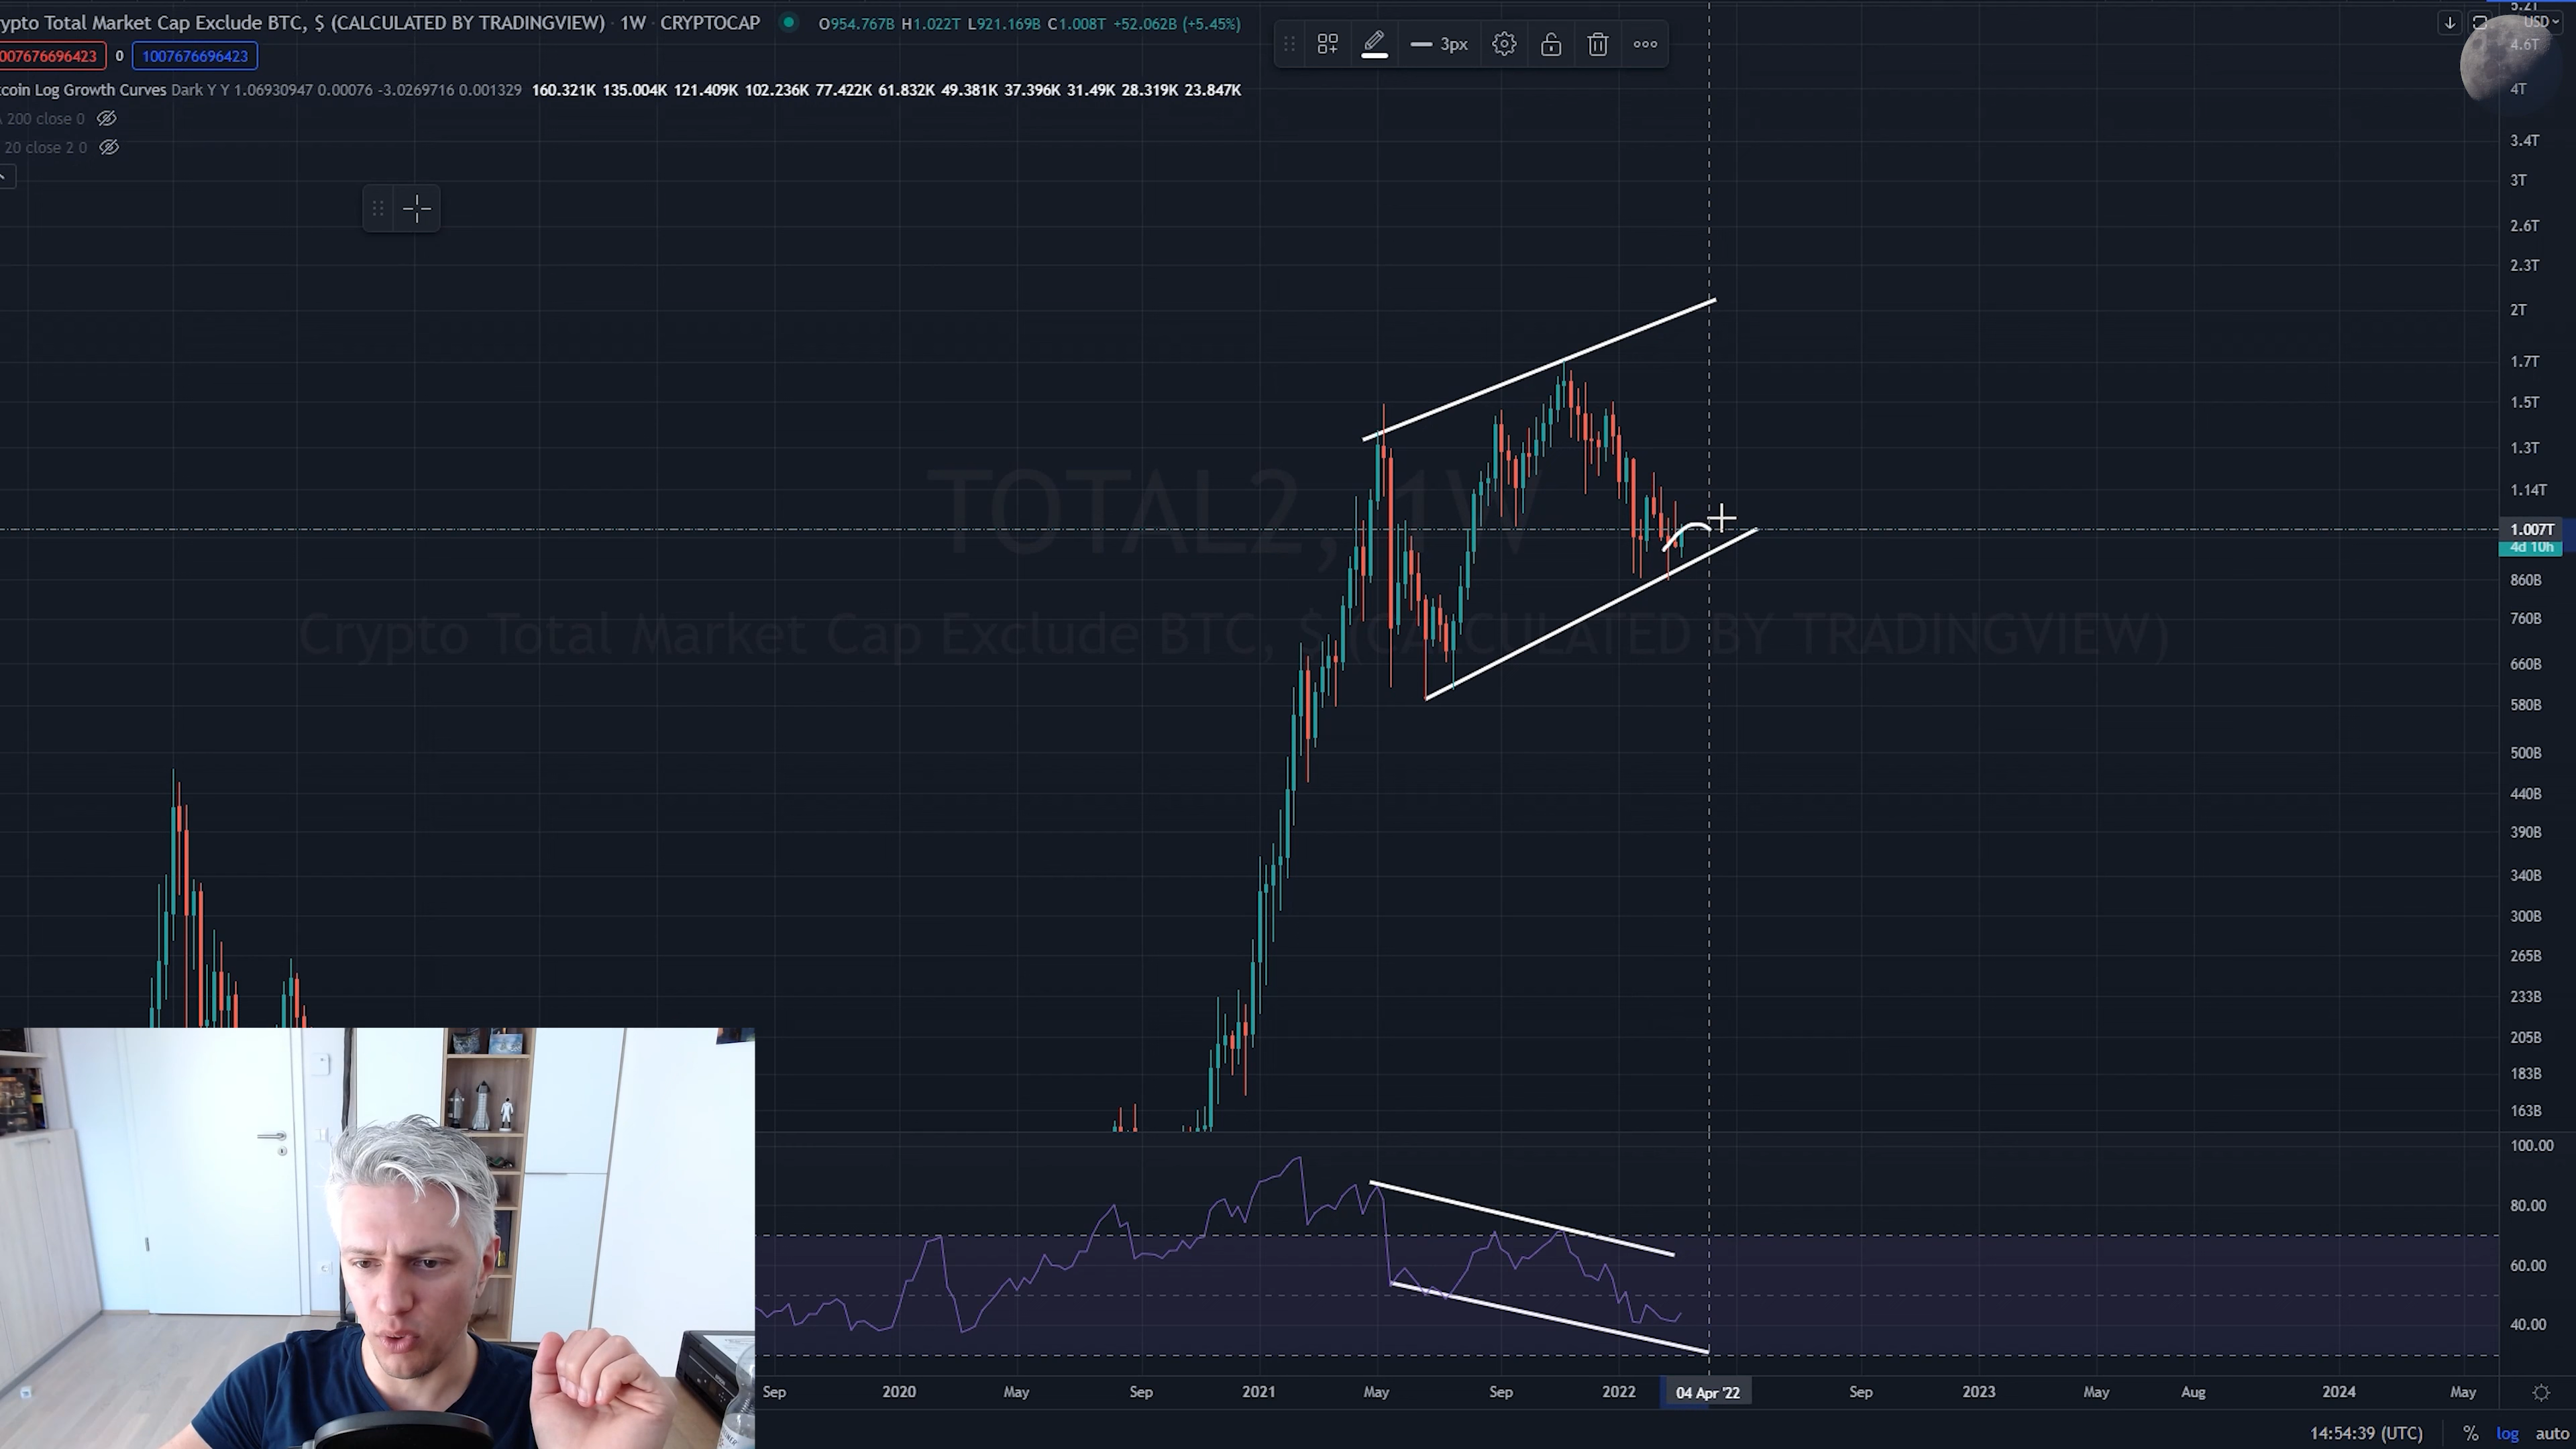 rypto Total Market Cap Exclude BTC, $ (CALCULATED BY TRADINGVIEW) · 1W · CRYPTOCAP O954.767B H1.022T L921.169B C1.008T +52.062B (+5.45%)
007676696423 0 1007676696423
3px
USD
coin Log Growth Curves Dark Y Y 1.06930947 0.00076 -3.0269716 0.001329 160.321K 135.004K 121.409K 102.236K 77.422K 61.832K 49.381K 37.396K 31.49K 28.319K 23.847K
200 close 0
20 close 2 0
5.2T
4.6T
4T
3.4T
3T
2.6T
2.3T
2T
1.7T
1.5T
1.3T
1.14T
1.007T
4d 10h
860B
760B
660B
580B
500B
440B
390B
340B
300B
265B
233B
205B
183B
163B
TOTAL2, 1W
Crypto Total Market Cap Exclude BTC, $ (CALCULATED BY TRADINGVIEW)
100.00
80.00
60.00
40.00
Sep 2020 May Sep 2021 May Sep 2022 04 Apr '22 Sep 2023 May Aug 2024 May
14:54:39 (UTC) % log auto